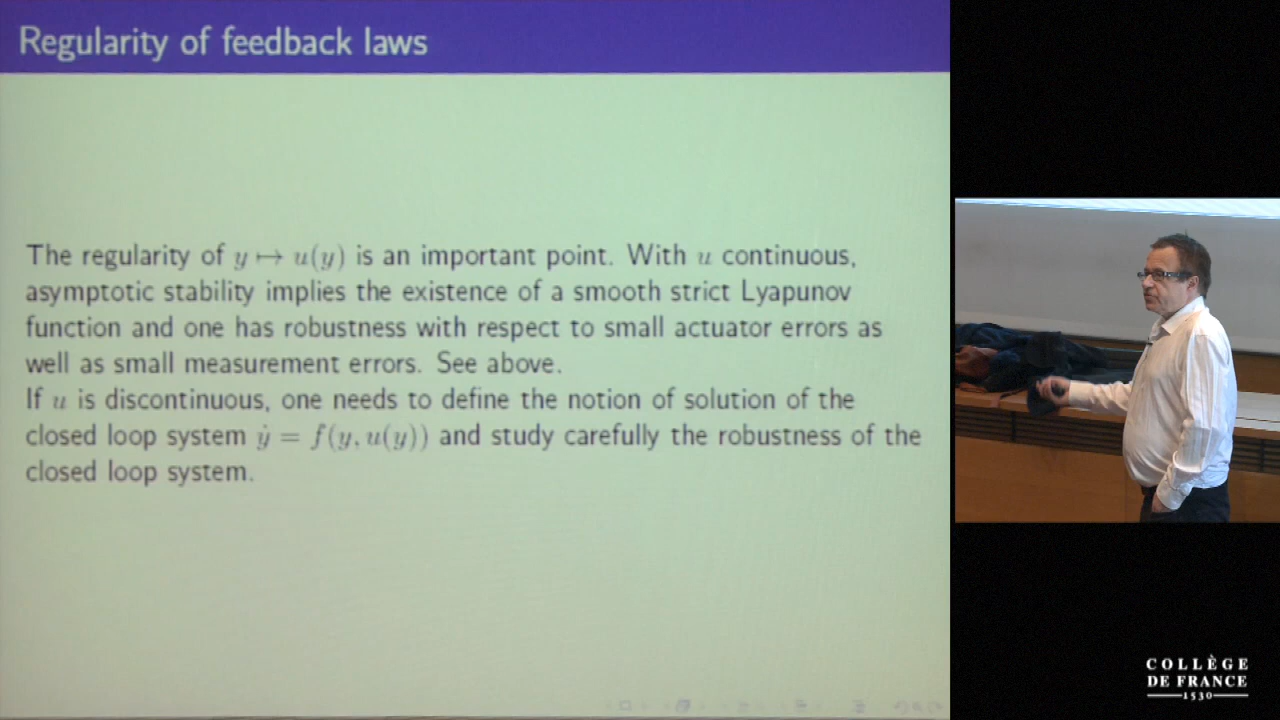 Regularity of feedback laws
The regularity of y ↦ u(y) is an important point. With u continuous,
asymptotic stability implies the existence of a smooth strict Lyapunov
function and one has robustness with respect to small actuator errors as
well as small measurement errors. See above.
If u is discontinuous, one needs to define the notion of solution of the
closed loop system ẏ = f(y, u(y)) and study carefully the robustness of the
closed loop system.
COLLÈGE
DE FRANCE
1530